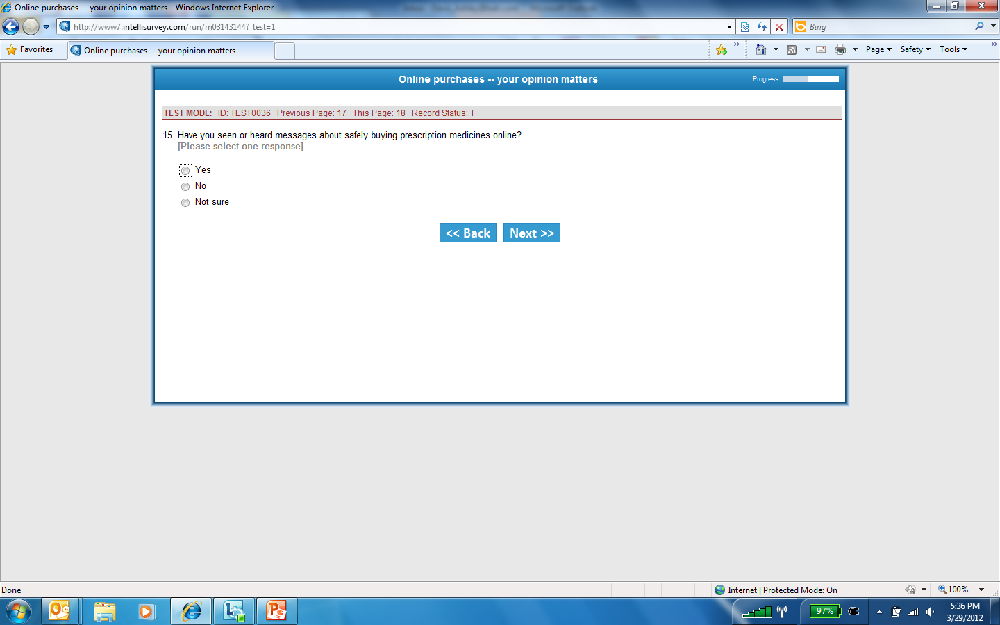 Online purchases -- your opinion matters - Windows Internet Explorer
http://www7.intellisurvey.com/run/rn03143144?_test=1
Bing
Favorites
Online purchases -- your opinion matters
Page
Safety
Tools
Online purchases -- your opinion matters
Progress:
TEST MODE: ID: TEST0036 Previous Page: 17 This Page: 18 Record Status: T
15. Have you seen or heard messages about safely buying prescription medicines online?
[Please select one response]
Yes
No
Not sure
<< Back Next >>
Done
Internet | Protected Mode: On
100%
97%
5:36 PM
3/29/2012